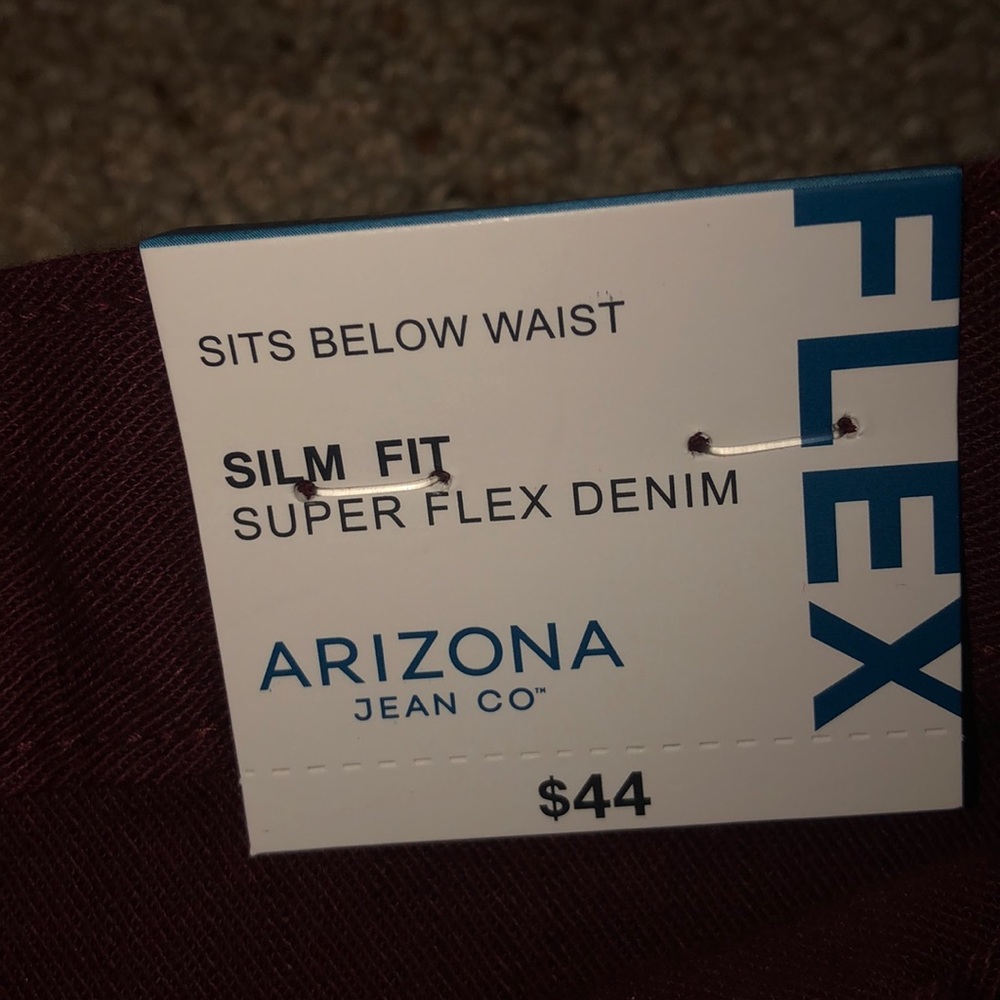 SITS BELOW WAIST
SILM FIT
SUPER FLEX DENIM
ARIZONA
JEAN CO™
$44
FLEX